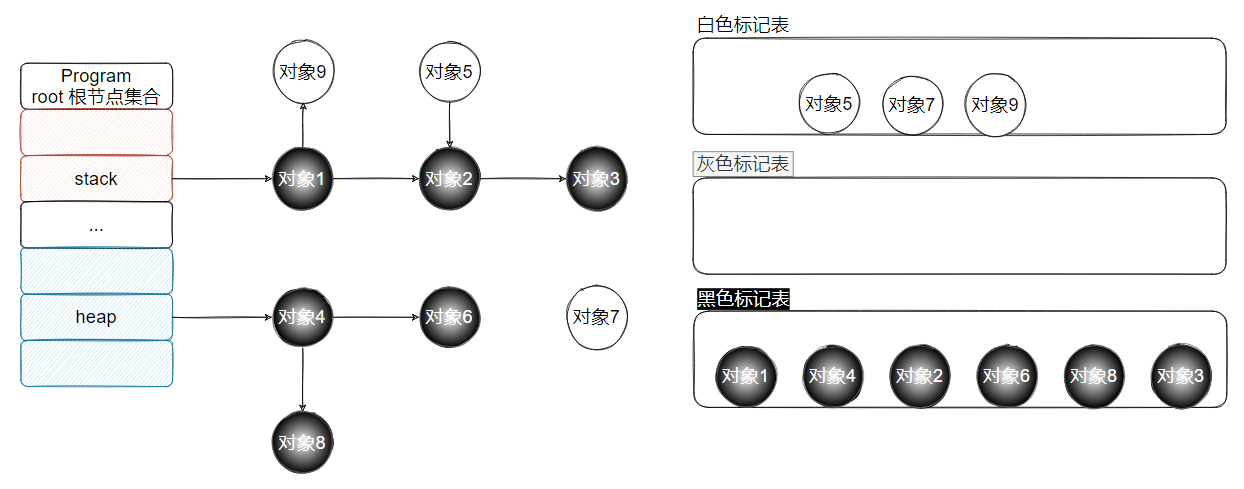 Program
root 根节点集合
stack
...
heap
对象9
对象5
对象1
对象2
对象3
对象4
对象6
对象7
对象8
白色标记表
对象5
对象7
对象9
灰色标记表
黑色标记表
对象1
对象4
对象2
对象6
对象8
对象3